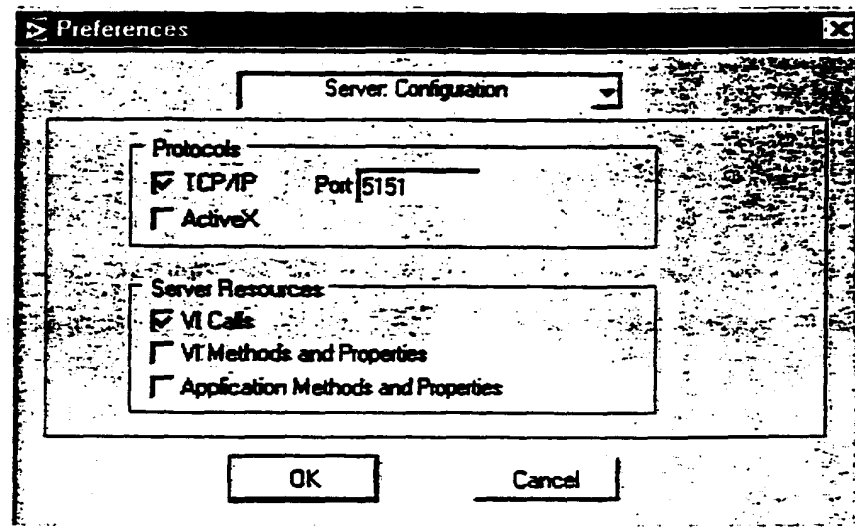 Preferences
Server: Configuration
Protocols
TCP/IP Port 5151
ActiveX
Server Resources
VI Calls
VI Methods and Properties
Application Methods and Properties
OK Cancel